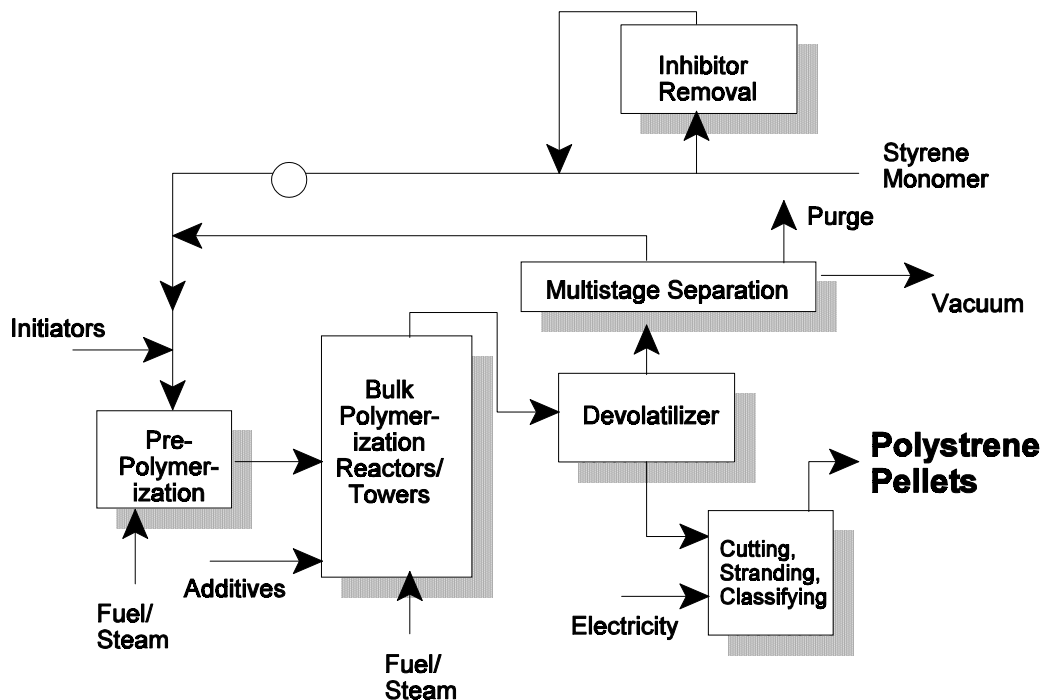 Inhibitor
Removal
Styrene
Monomer
Purge
Multistage Separation
Vacuum
Initiators
Bulk
Polymer-
ization
Reactors/
Towers
Devolatilizer
Pre-
Polymer-
ization
Polystrene
Pellets
Cutting,
Stranding,
Classifying
Additives
Fuel/
Steam
Electricity
Fuel/
Steam